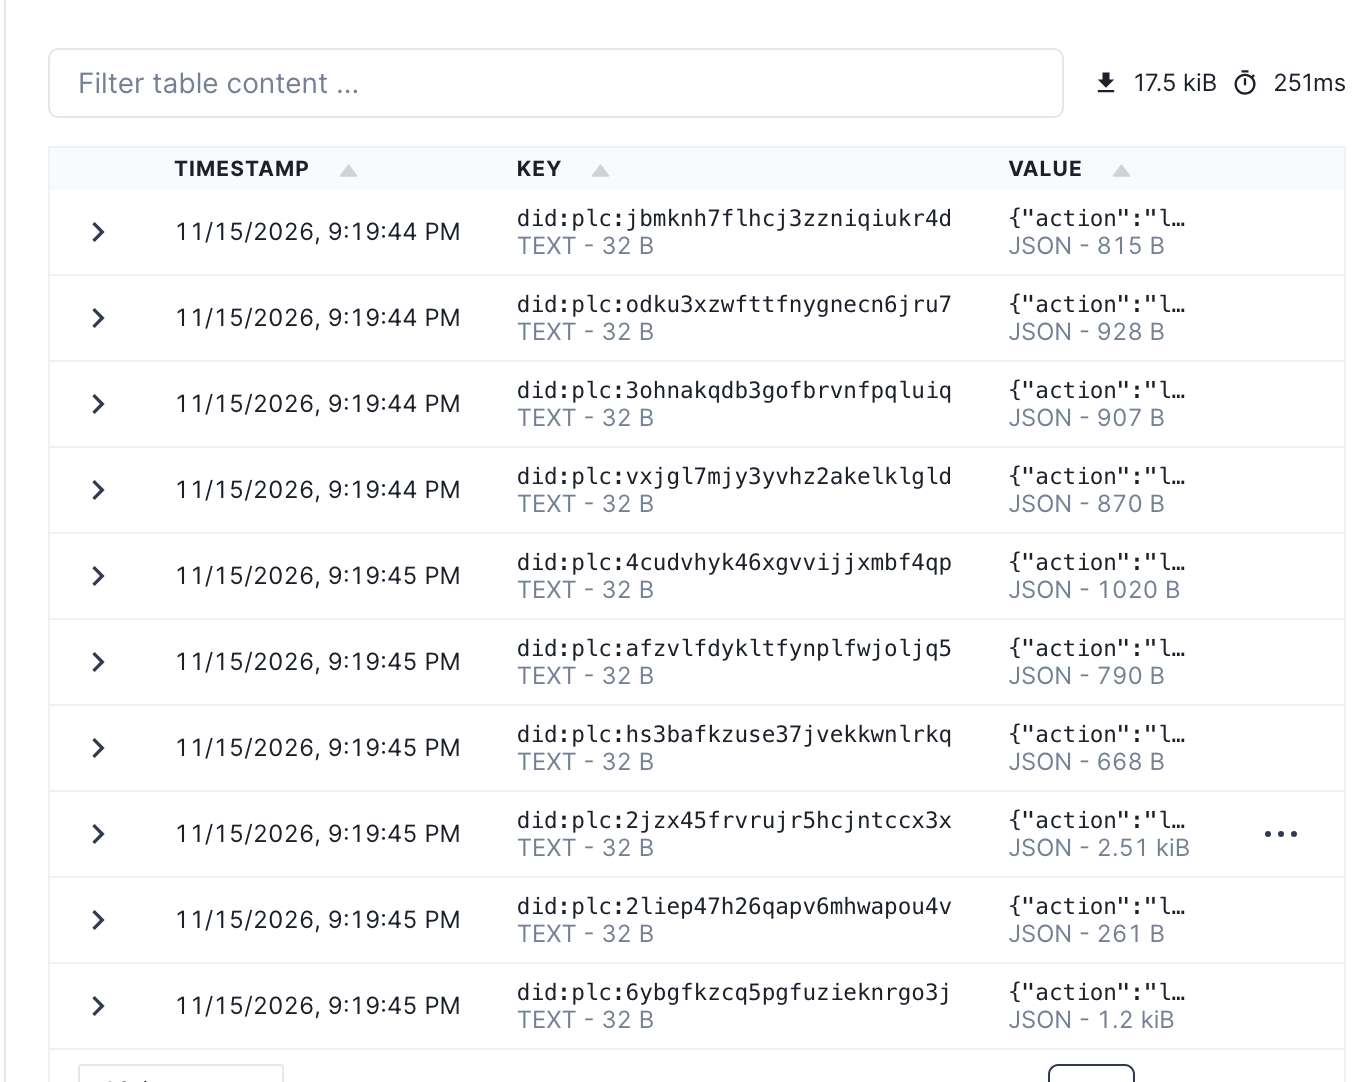 Filter table content ...
17.5 kiB 251ms
TIMESTAMP KEY VALUE
11/15/2026, 9:19:44 PM did:plc:jbmknh7flhcj3zzniqiukr4d {"action":"l…
TEXT - 32 B JSON - 815 B
11/15/2026, 9:19:44 PM did:plc:odku3xzwfttfnygnecn6jru7 {"action":"l…
TEXT - 32 B JSON - 928 B
11/15/2026, 9:19:44 PM did:plc:3ohnakqdb3gofbrvnfpqluiq {"action":"l…
TEXT - 32 B JSON - 907 B
11/15/2026, 9:19:44 PM did:plc:vxjgl7mjy3yvhz2akelklgld {"action":"l…
TEXT - 32 B JSON - 870 B
11/15/2026, 9:19:45 PM did:plc:4cudvhyk46xgvvijjxmbf4qp {"action":"l…
TEXT - 32 B JSON - 1020 B
11/15/2026, 9:19:45 PM did:plc:afzvlfdykltfynplfwjoljq5 {"action":"l…
TEXT - 32 B JSON - 790 B
11/15/2026, 9:19:45 PM did:plc:hs3bafkzuse37jvekkwnlrkq {"action":"l…
TEXT - 32 B JSON - 668 B
11/15/2026, 9:19:45 PM did:plc:2jzx45frvrujr5hcjntccx3x {"action":"l…
TEXT - 32 B JSON - 2.51 kiB
11/15/2026, 9:19:45 PM did:plc:2liep47h26qapv6mhwapou4v {"action":"l…
TEXT - 32 B JSON - 261 B
11/15/2026, 9:19:45 PM did:plc:6ybgfkzcq5pgfuzieknrgo3j {"action":"l…
TEXT - 32 B JSON - 1.2 kiB